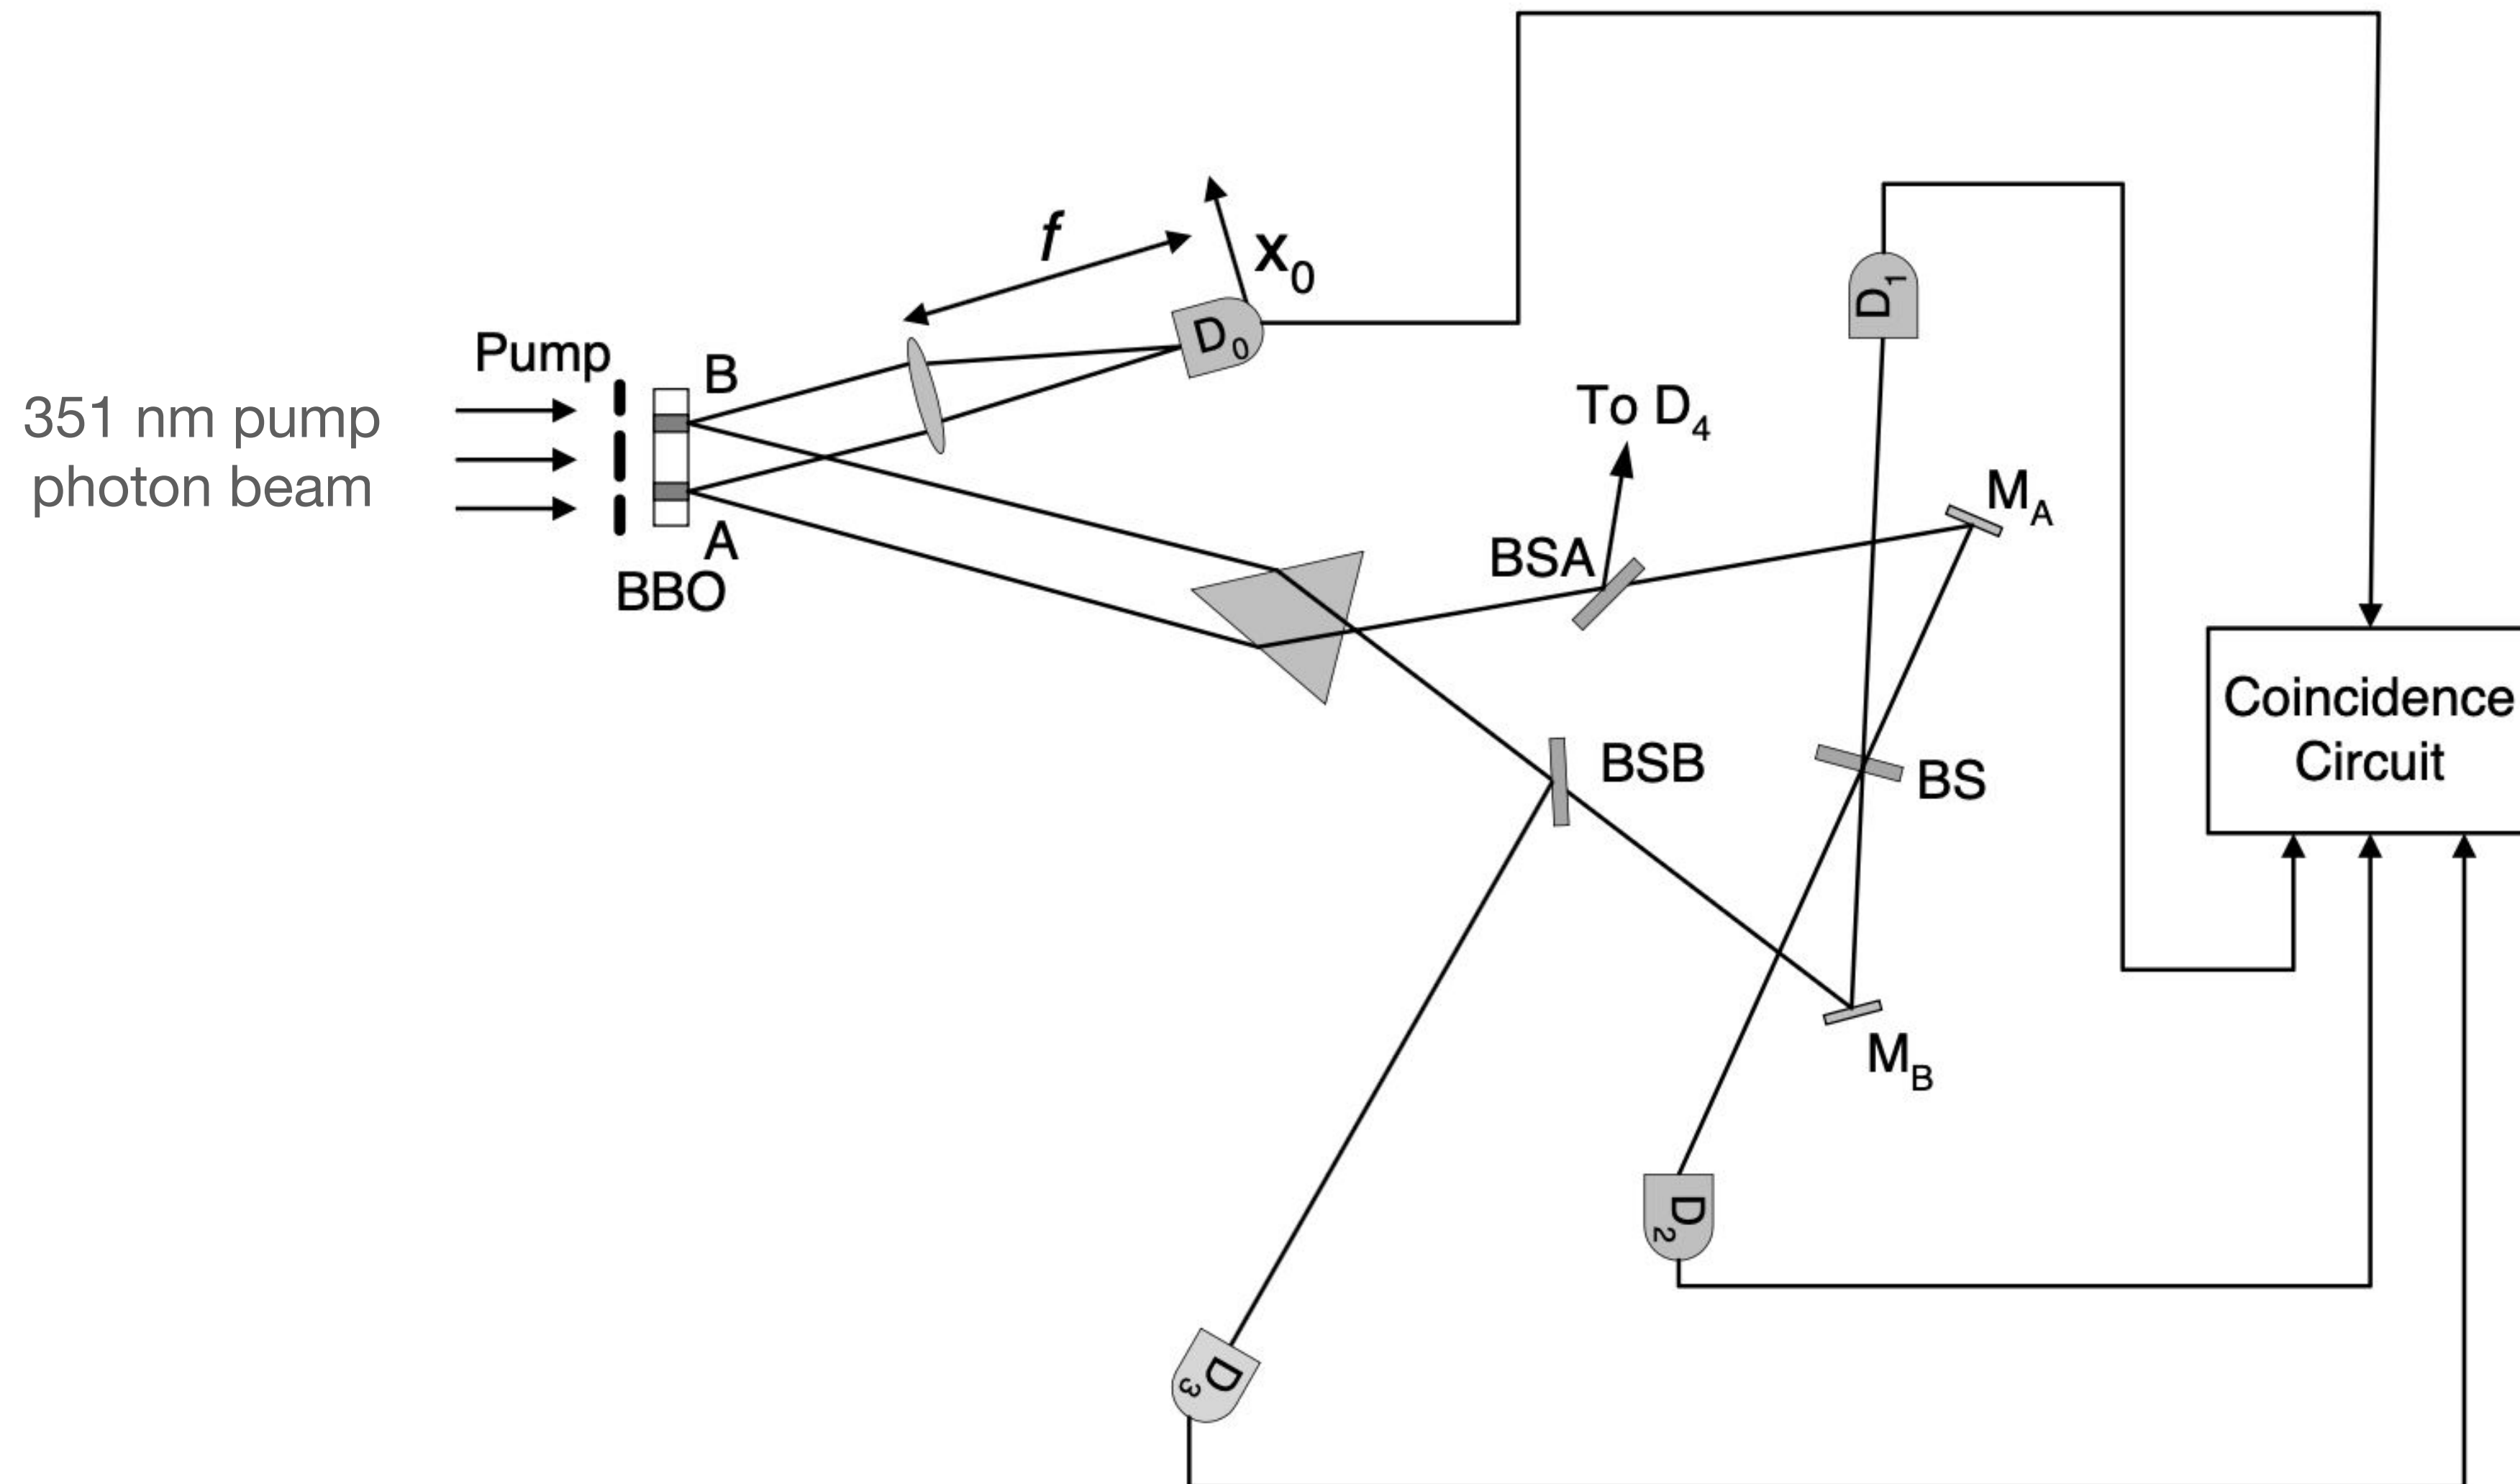 f
X0
D0
D1
Pump
B
351 nm pump
photon beam
To D4
MA
BSA
A
BBO
Coincidence
Circuit
BSB
BS
MB
D2
D3